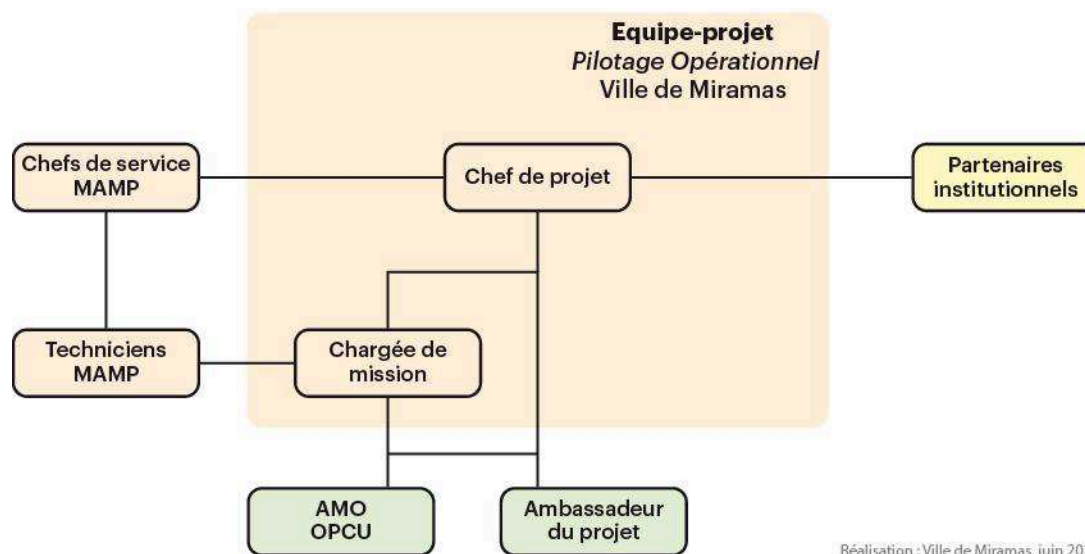 Equipe-projet
Pilotage Opérationnel
Ville de Miramas
Chefs de service
MAMP
Chef de projet
Partenaires
institutionnels
Techniciens
MAMP
Chargée de
mission
AMO
OPCU
Ambassadeur
du projet
Réalisation : Ville de Miramas, juin 20